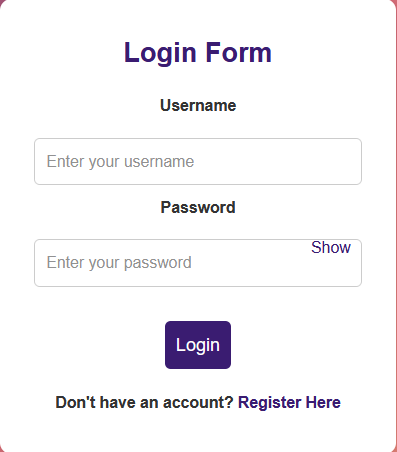 Login Form
Username
Enter your username
Password
Show
Enter your password
Login
Don't have an account? Register Here